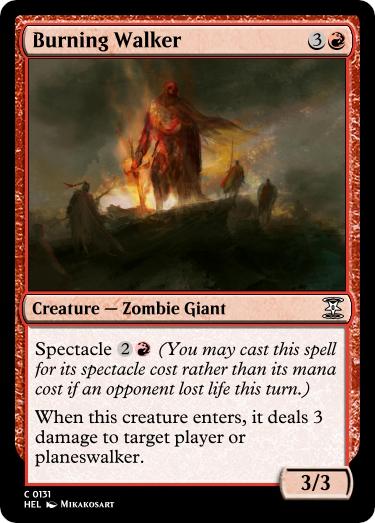 Burning Walker 3
Creature — Zombie Giant
Spectacle 2 (You may cast this spell
for its spectacle cost rather than its mana
cost if an opponent lost life this turn.)
When this creature enters, it deals 3
damage to target player or
planeswalker.
3/3
C 0131
HEL Mikakosart